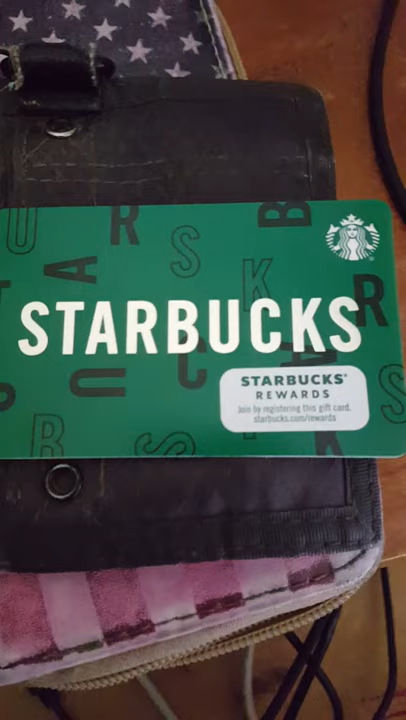 STARBUCKS
STARBUCKS®
REWARDS
Join by registering this gift card.
starbucks.com/rewards